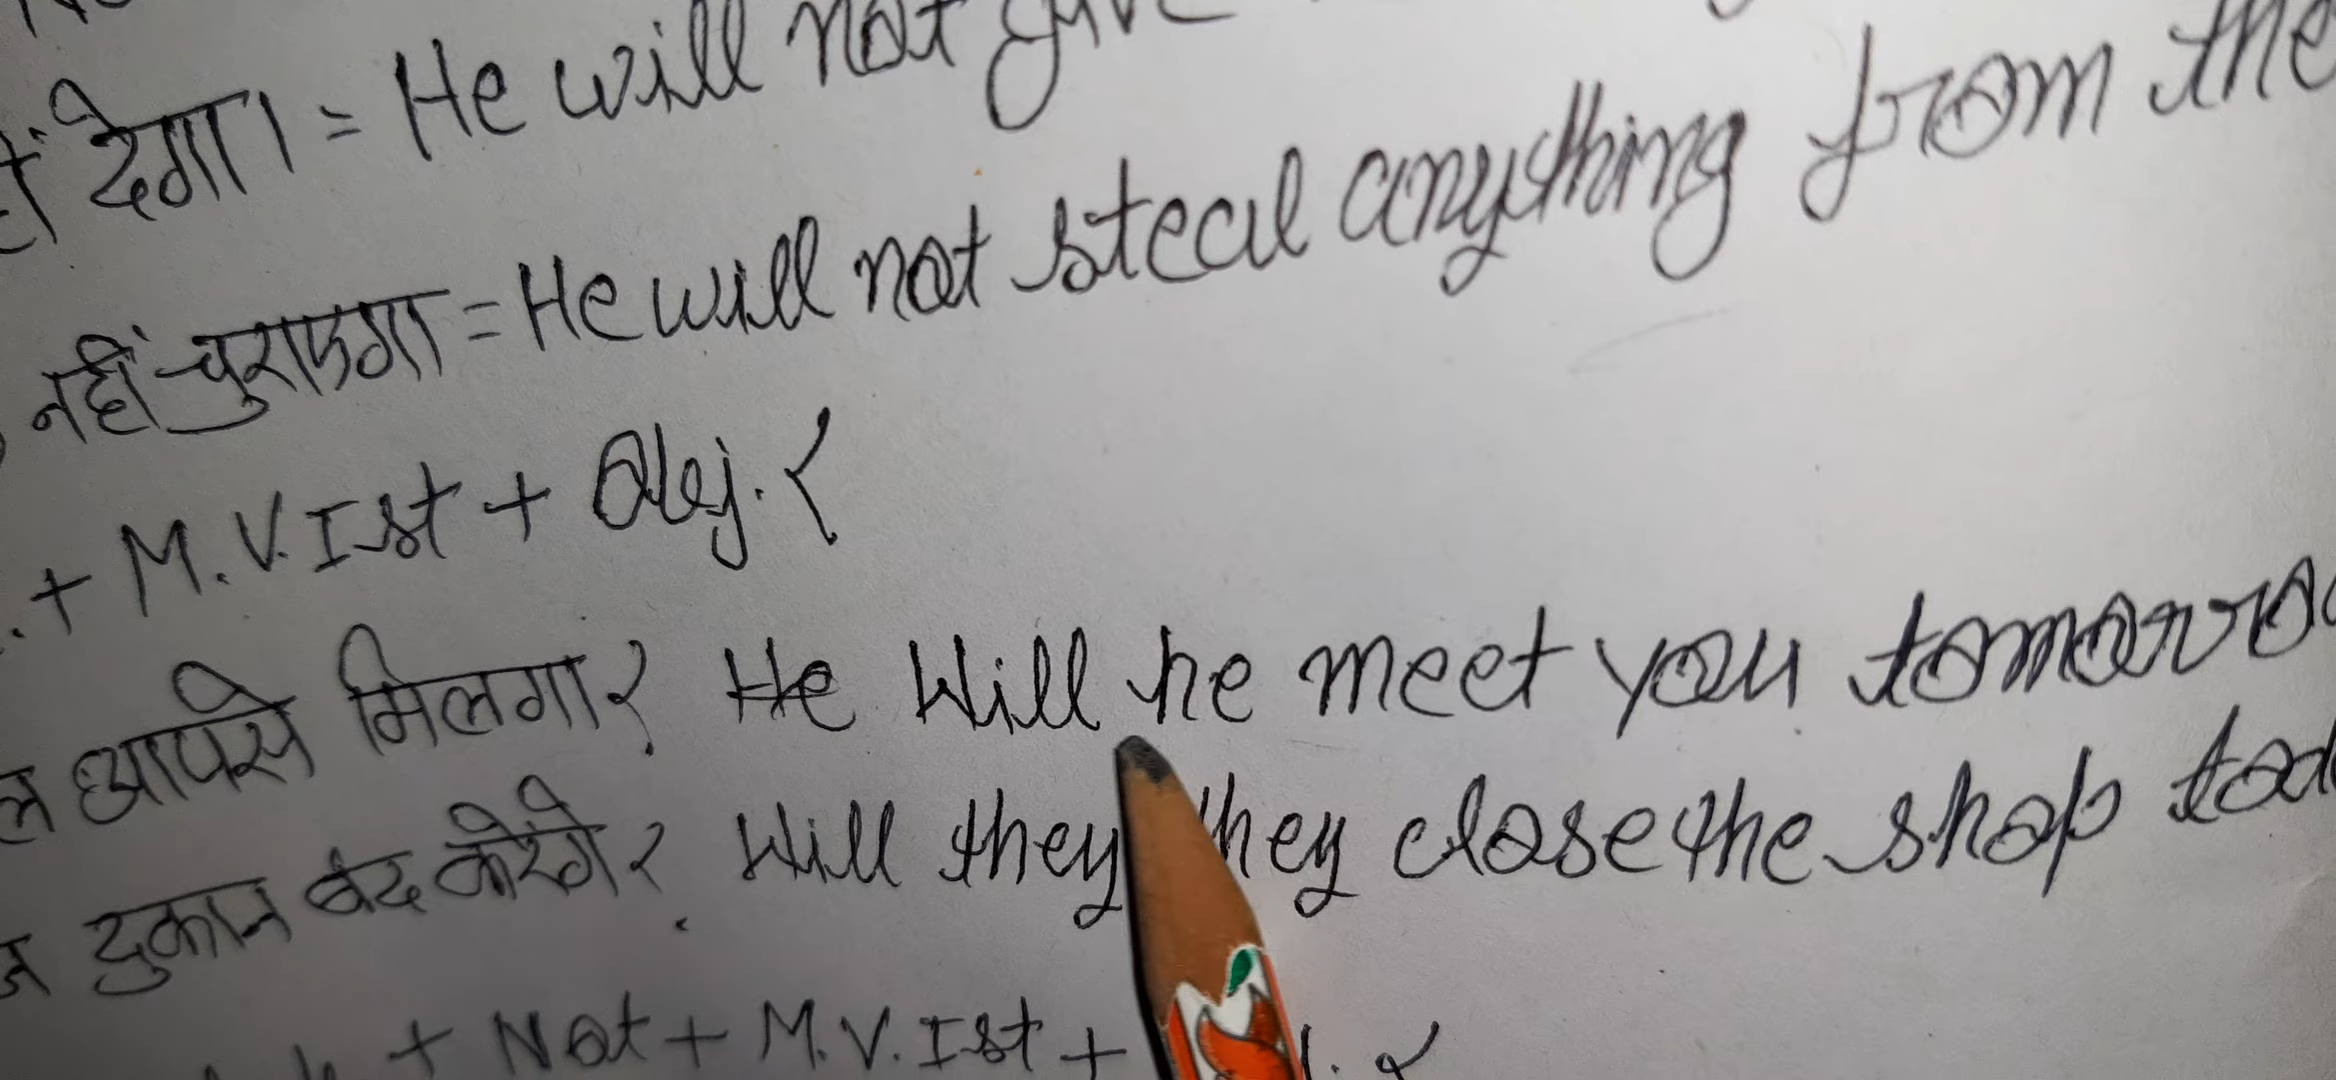 देगा। = He will not give
नहीं चुराएगा = He will not steal anything from the
+ M.V. Ist + Obj. ?
आपसे मिलेगा? He Will he meet you
दुकान बंद करेंगे? Will they they close the shop
+ Not + M.V. Ist +